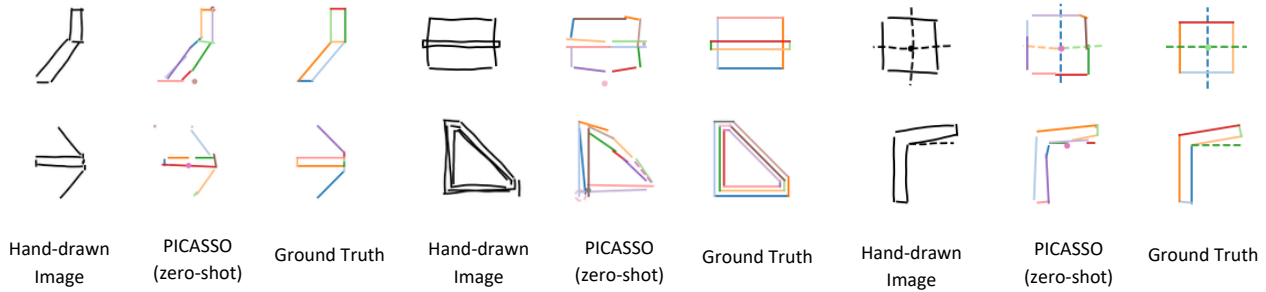 Hand-drawn
Image
PICASSO
(zero-shot)
Ground Truth
Hand-drawn
Image
PICASSO
(zero-shot)
Ground Truth
Hand-drawn
Image
PICASSO
(zero-shot)
Ground Truth